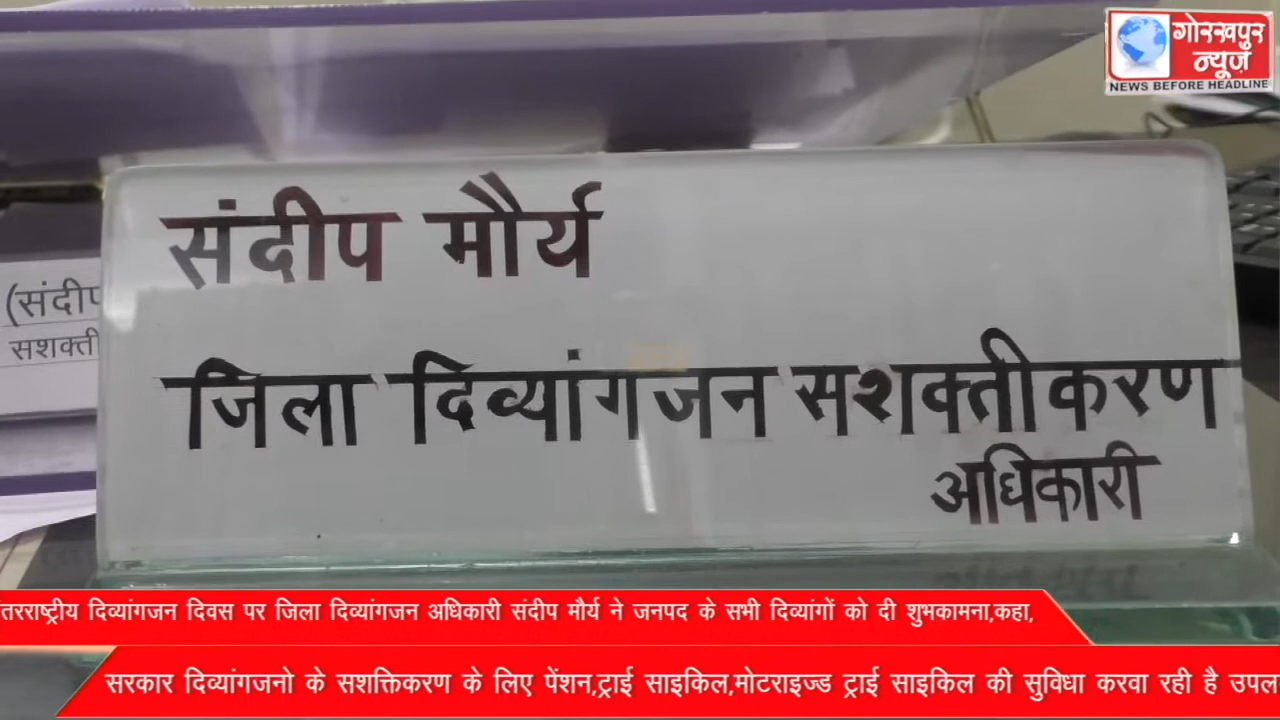 गोरखपुर
न्यूज़
NEWS BEFORE HEADLINE
संदीप मौर्य
जिला दिव्यांगजन सशक्तीकरण
अधिकारी
(संदीप
सशक्ती
तरराष्ट्रीय दिव्यांगजन दिवस पर जिला दिव्यांगजन अधिकारी संदीप मौर्य ने जनपद के सभी दिव्यांगों को दी शुभकामना,कहा,
सरकार दिव्यांगजनो के सशक्तिकरण के लिए पेंशन,ट्राई साइकिल,मोटराइज्ड ट्राई साइकिल की सुविधा करवा रही है उपल